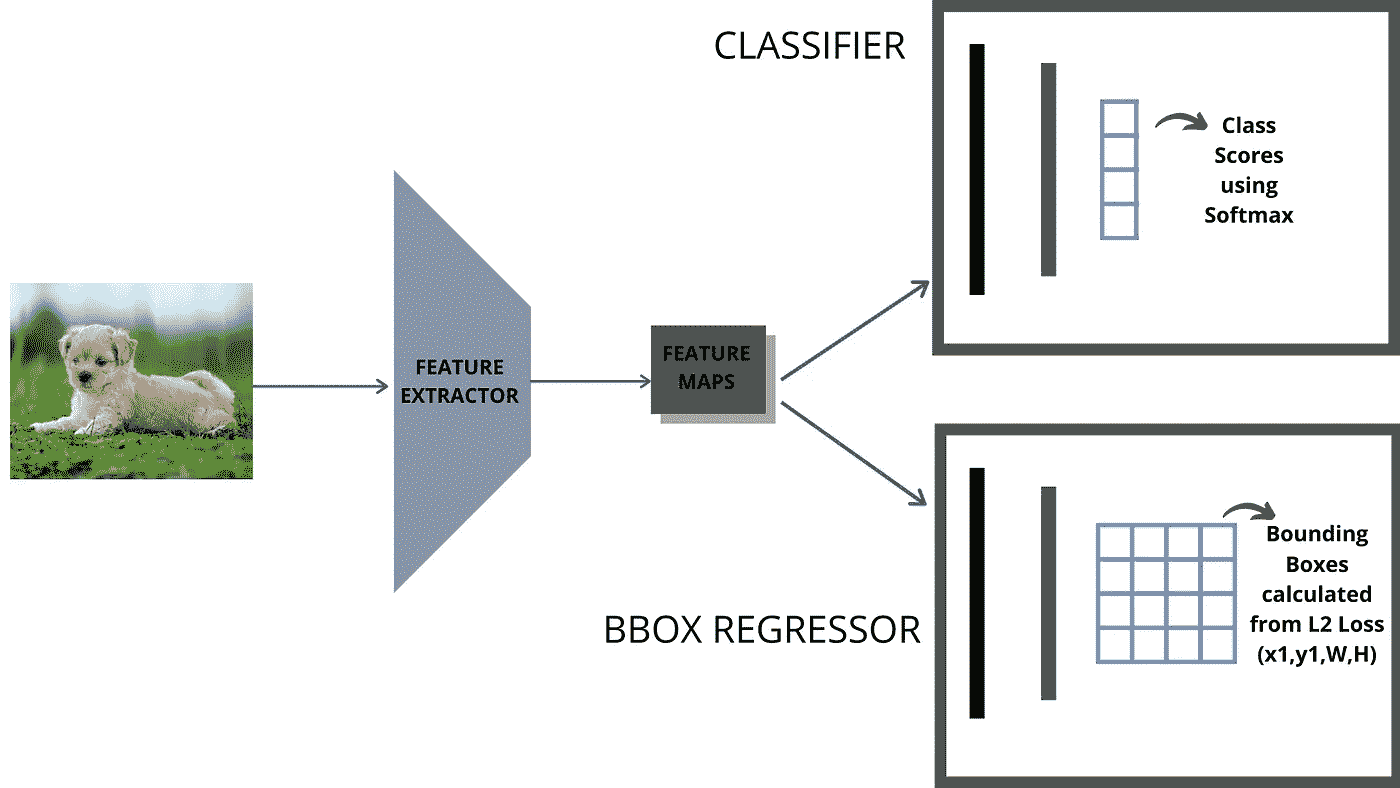 CLASSIFIER
Class
Scores
using
Softmax
FEATURE
EXTRACTOR
FEATURE
MAPS
BBOX REGRESSOR
Bounding
Boxes
calculated
from L2 Loss
(x1,y1,W,H)